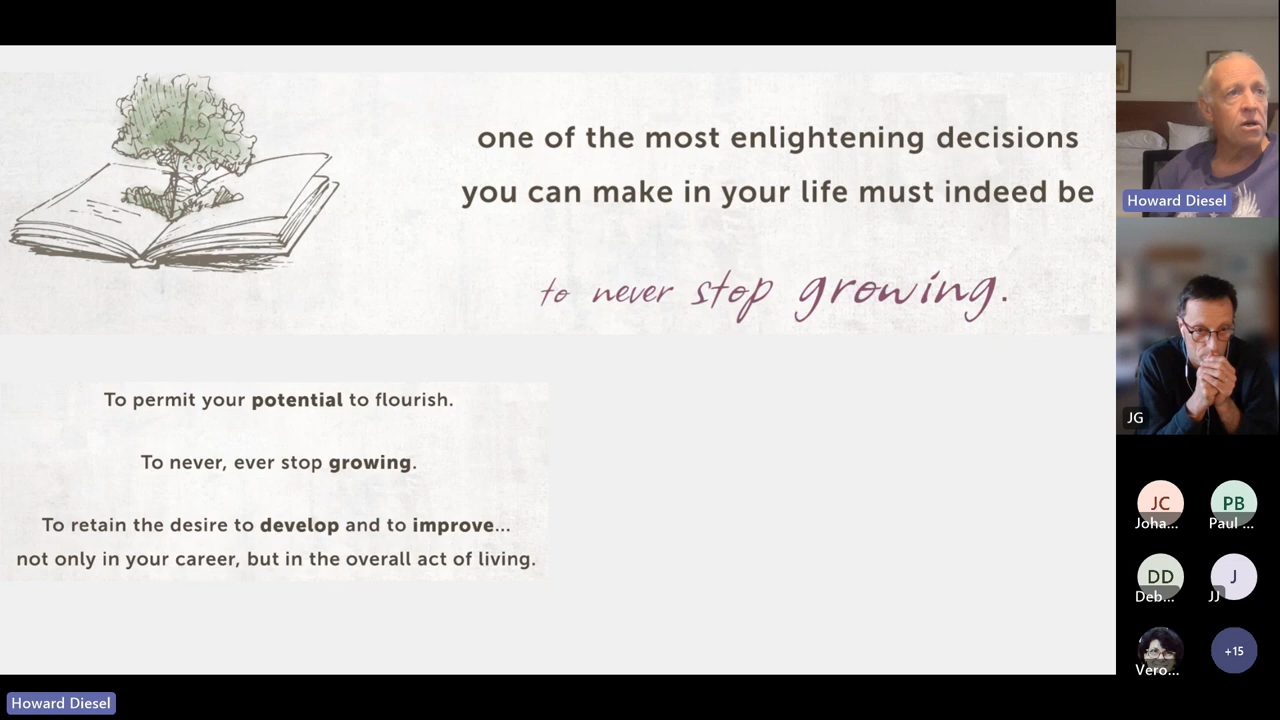 one of the most enlightening decisions
you can make in your life must indeed be
to never stop growing.
To permit your potential to flourish.
To never, ever stop growing.
To retain the desire to develop and to improve...
not only in your career, but in the overall act of living.
Howard Diesel
JG
JC
Joha...
PB
Paul ...
DD
Deb...
J
JJ
Vero...
+15
Howard Diesel